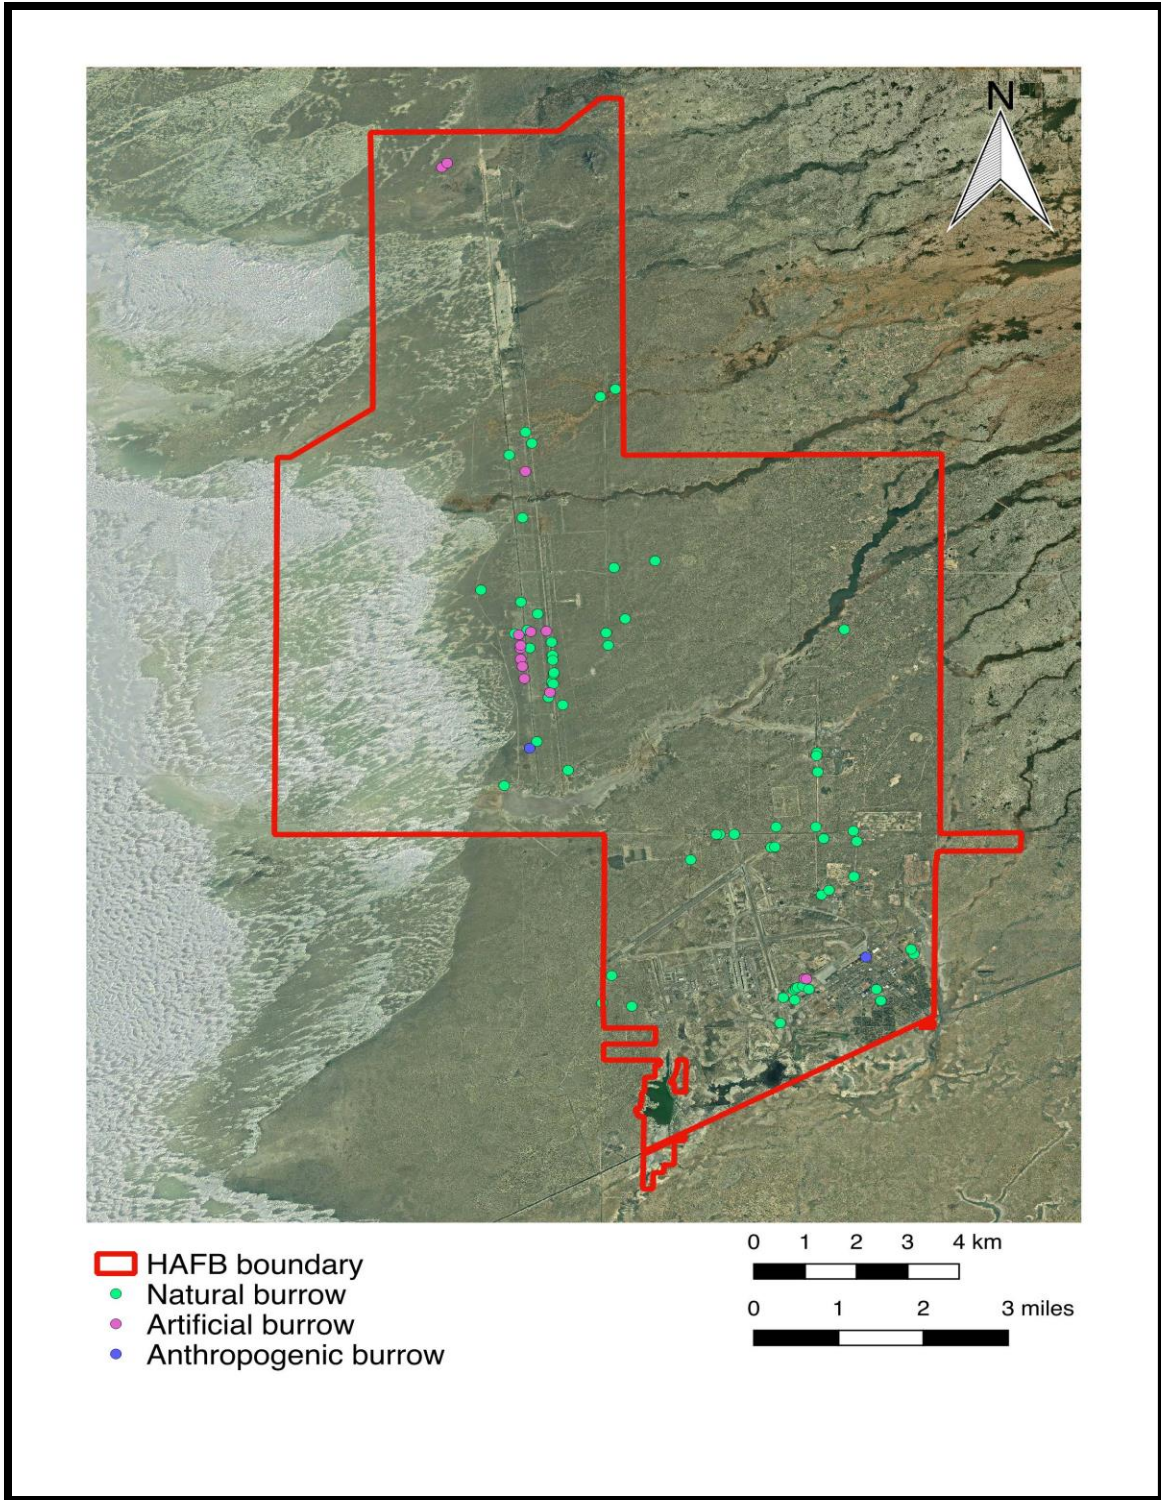 N
HAFB boundary
Natural burrow
Artificial burrow
Anthropogenic burrow
0 1 2 3 4 km
0 1 2 3 miles